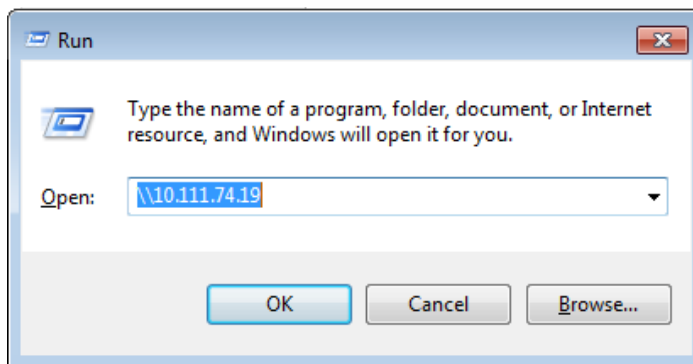 Run
Type the name of a program, folder, document, or Internet
resource, and Windows will open it for you.
Open: \\10.111.74.19
OK Cancel Browse...